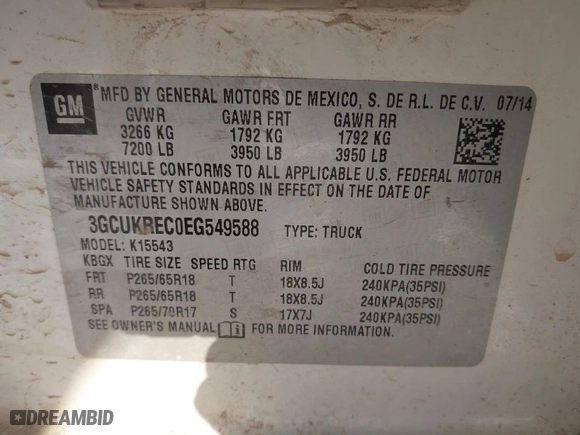 GM ® MFD BY GENERAL MOTORS DE MEXICO, S. DE R.L. DE C.V. 07/14
GVWR GAWR FRT GAWR RR
3266 KG 1792 KG 1792 KG
7200 LB 3950 LB 3950 LB
THIS VEHICLE CONFORMS TO ALL APPLICABLE U.S. FEDERAL MOTOR
VEHICLE SAFETY STANDARDS IN EFFECT ON THE DATE OF
MANUFACTURE SHOWN ABOVE.
3GCUKREC0EG549588 TYPE: TRUCK
MODEL: K15543
KBGX TIRE SIZE SPEED RTG RIM COLD TIRE PRESSURE
FRT P265/65R18 T 18X8.5J 240KPA(35PSI)
RR P265/65R18 T 18X8.5J 240KPA(35PSI)
SPA P265/70R17 S 17X7J 240KPA(35PSI)
SEE OWNER'S MANUAL FOR MORE INFORMATION.
DREAMBID